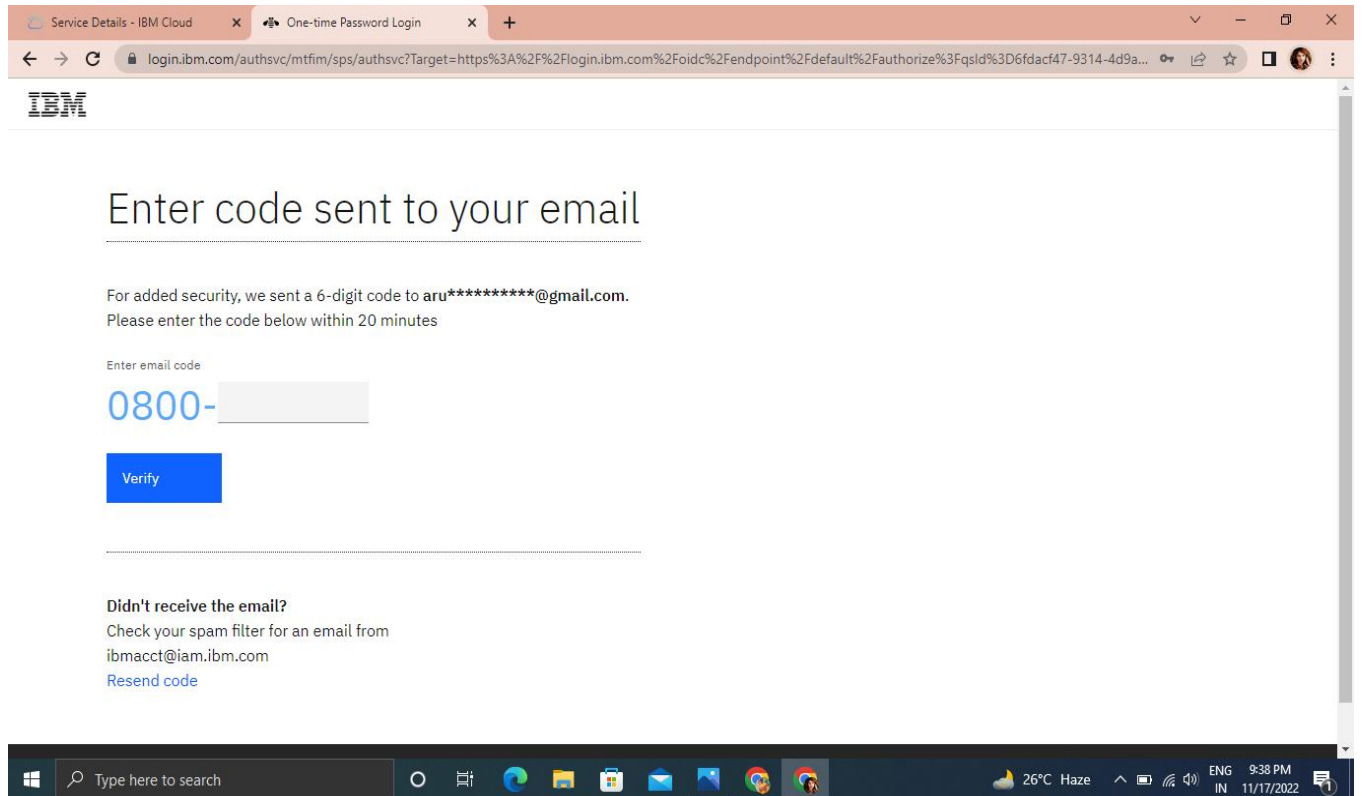 Service Details - IBM Cloud
One-time Password Login
login.ibm.com/authsvc/mtfim/sps/authsvc?Target=https%3A%2F%2Flogin.ibm.com%2Foidc%2Fendpoint%2Fdefault%2Fauthorize%3FqsId%3D6fdacf47-9314-4d9a...
IBM
Enter code sent to your email
For added security, we sent a 6-digit code to aru**********@gmail.com.
Please enter the code below within 20 minutes
Enter email code
0800-
Verify
Didn't receive the email?
Check your spam filter for an email from
ibmacct@iam.ibm.com
Resend code
Type here to search
26°C Haze
ENG
IN
9:38 PM
11/17/2022
1